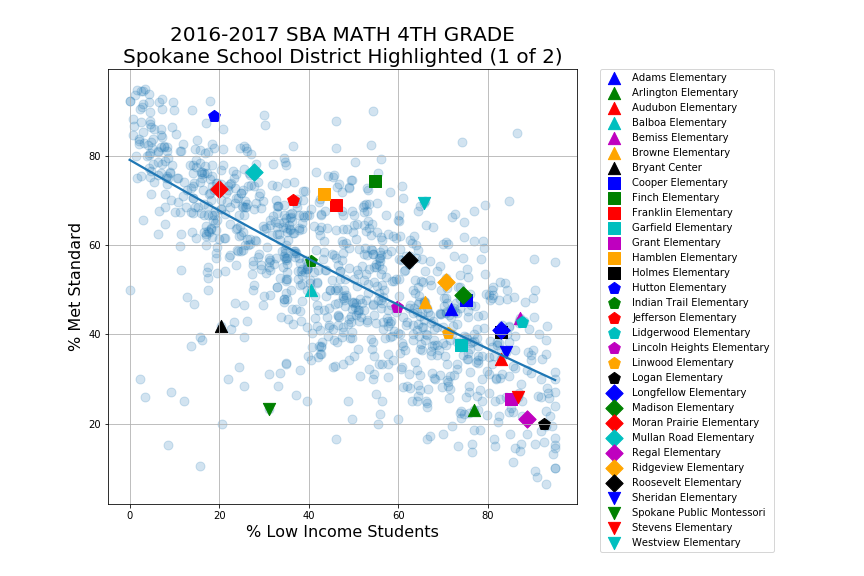 2016-2017 SBA MATH 4TH GRADE
Spokane School District Highlighted (1 of 2)
% Met Standard
80
60
40
20
0
20
40
60
80
% Low Income Students
Adams Elementary
Arlington Elementary
Audubon Elementary
Balboa Elementary
Bemiss Elementary
Browne Elementary
Bryant Center
Cooper Elementary
Finch Elementary
Franklin Elementary
Garfield Elementary
Grant Elementary
Hamblen Elementary
Holmes Elementary
Hutton Elementary
Indian Trail Elementary
Jefferson Elementary
Lidgerwood Elementary
Lincoln Heights Elementary
Linwood Elementary
Logan Elementary
Longfellow Elementary
Madison Elementary
Moran Prairie Elementary
Mullan Road Elementary
Regal Elementary
Ridgeview Elementary
Roosevelt Elementary
Sheridan Elementary
Spokane Public Montessori
Stevens Elementary
Westview Elementary